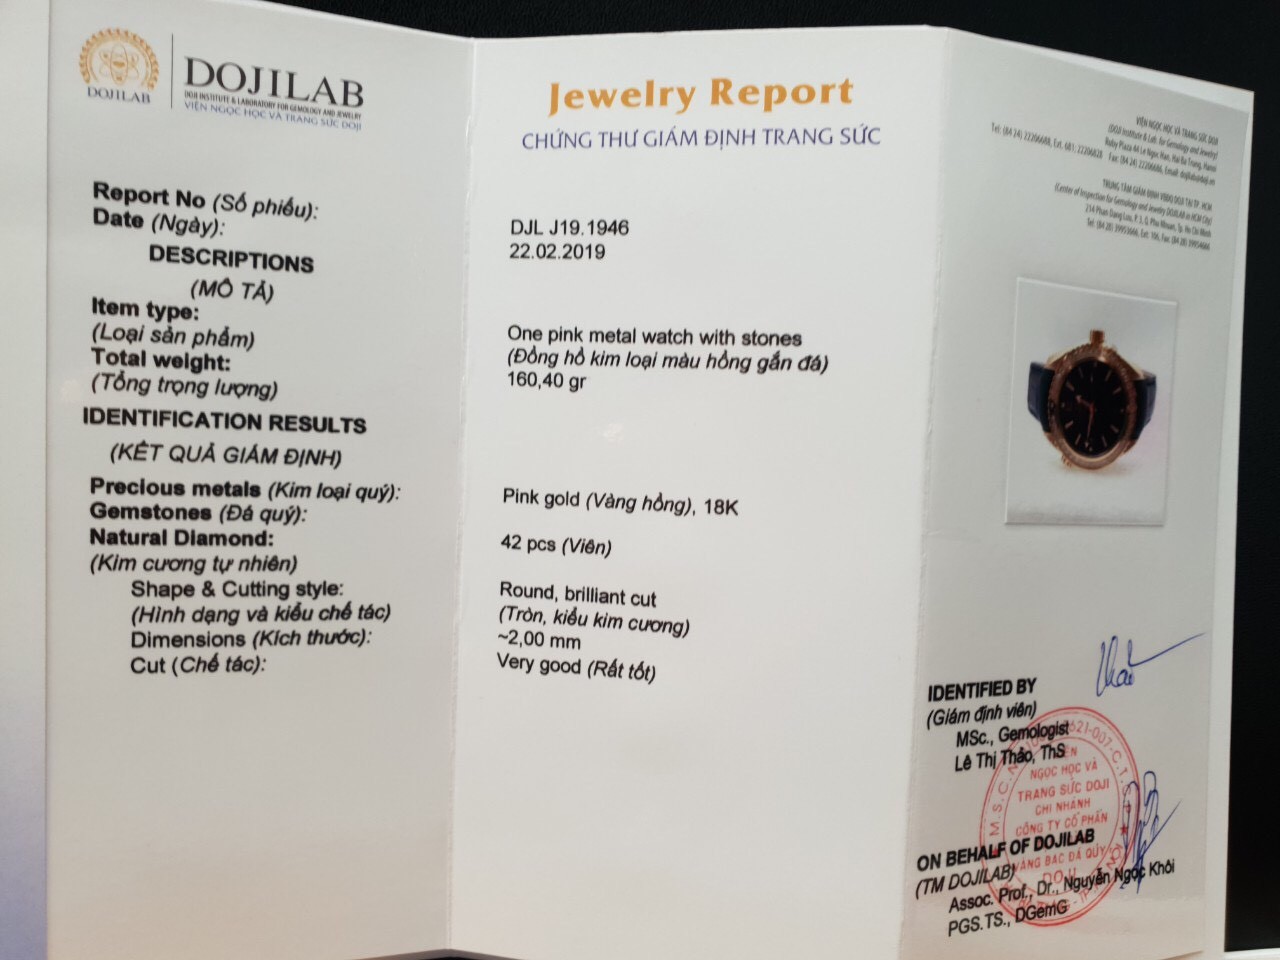 DOJILAB
DOJILAB
DOJI INSTITUTE & LABORATORY FOR GEMOLOGY AND JEWELRY
VIỆN NGỌC HỌC VÀ TRANG SỨC DOJI
Report No (Số phiếu):
Date (Ngày):
DESCRIPTIONS
(MÔ TẢ)
Item type:
(Loại sản phẩm)
Total weight:
(Tổng trọng lượng)
IDENTIFICATION RESULTS
(KẾT QUẢ GIÁM ĐỊNH)
Precious metals (Kim loại quý):
Gemstones (Đá quý):
Natural Diamond:
(Kim cương tự nhiên)
Shape & Cutting style:
(Hình dạng và kiểu chế tác)
Dimensions (Kích thước):
Cut (Chế tác):
Jewelry Report
CHỨNG THƯ GIÁM ĐỊNH TRANG SỨC
DJL J19.1946
22.02.2019
One pink metal watch with stones
(Đồng hồ kim loại màu hồng gắn đá)
160,40 gr
Pink gold (Vàng hồng), 18K
42 pcs (Viên)
Round, brilliant cut
(Tròn, kiểu kim cương)
~2,00 mm
Very good (Rất tốt)
VIỆN NGỌC HỌC VÀ TRANG SỨC DOJI
(DOJI Institute & Lab. for Gemology and Jewelry)
Ruby Plaza 44 Le Ngoc Han, Hai Ba Trung, Hanoi
Tel: (84 24) 22206688, Ext. 681; 22206828 Fax: (84 24) 22206686, Email: dojilab@doji.vn
TRUNG TÂM GIÁM ĐỊNH VBĐQ DOJI TẠI TP. HCM
(Center of Inspection for Gemology and Jewelry DOJILAB in HCM City)
214 Phan Dang Luu, P. 3, Q. Phu Nhuan, Tp. Ho Chi Minh
Tel: (84 28) 39953666, Ext: 106, Fax: (84 28) 39954666
IDENTIFIED BY
(Giám định viên)
MSc., Gemologist
Lê Thị Thảo, ThS
NGỌC HỌC VÀ
TRANG SỨC DOJI
CHI NHÁNH
CÔNG TY CỔ PHẦN
VÀNG BẠC ĐÁ QUÝ
DOJI
ON BEHALF OF DOJILAB
(TM DOJILAB)
Assoc. Prof., Dr., Nguyễn Ngọc Khôi
PGS.TS., DGemG